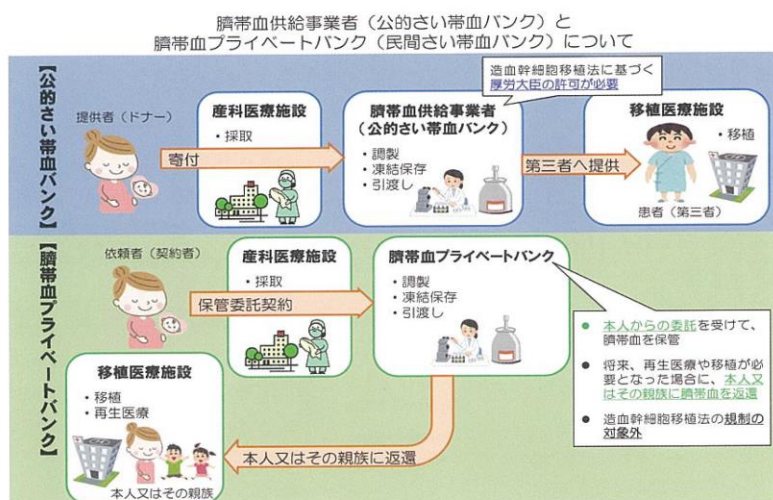 臍帯血供給事業者（公的さい帯血バンク）と
臍帯血プライベートバンク（民間さい帯血バンク）について
【公的さい帯血バンク】
提供者（ドナー）
寄付
産科医療施設
・採取
造血幹細胞移植法に基づく
厚労大臣の許可が必要
臍帯血供給事業者
（公的さい帯血バンク）
・調製
・凍結保存
・引渡し
第三者へ提供
移植医療施設
・移植
患者（第三者）
【臍帯血プライベートバンク】
依頼者（契約者）
保管委託契約
産科医療施設
・採取
臍帯血プライベートバンク
・調製
・凍結保存
・引渡し
● 本人からの委託を受けて、
臍帯血を保管
● 将来、再生医療や移植が必
要となった場合に、本人又
はその親族に臍帯血を返還
● 造血幹細胞移植法の規制の
対象外
移植医療施設
・移植
・再生医療
本人又はその親族
本人又はその親族に返還